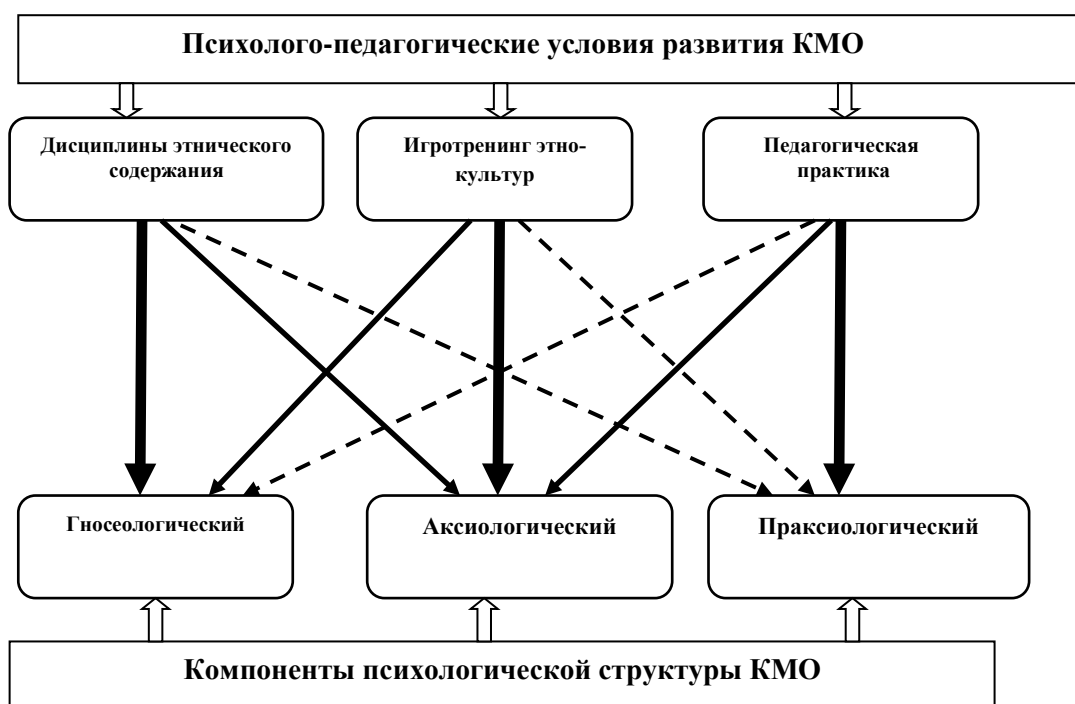 Психолого-педагогические условия развития КМО
Дисциплины этнического
содержания
Игротренинг этно-
культур
Педагогическая
практика
Гносеологический
Аксиологический
Праксиологический
Компоненты психологической структуры КМО